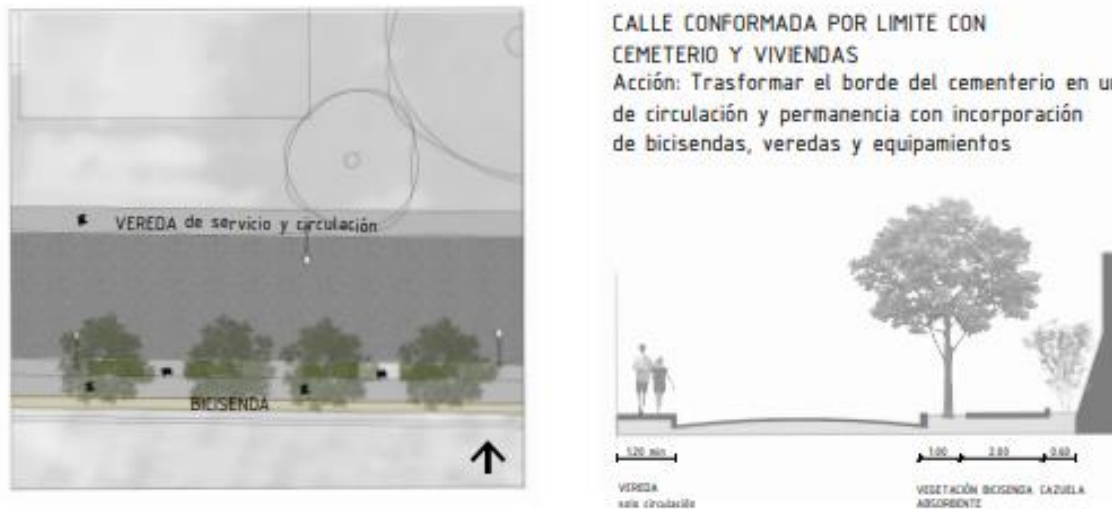 VEREDA de servicio y circulación
BICISENDA
CALLE CONFORMADA POR LIMITE CON
CEMETERIO Y VIVIENDAS
Acción: Trasformar el borde del cementerio en un
de circulación y permanencia con incorporación
de bicisendas, veredas y equipamientos
1.20 min
1.00 2.00 0.60
VEREDA
solo circulación
VEGETACIÓN BICISENDA CAZUELA
ABSORBENTE